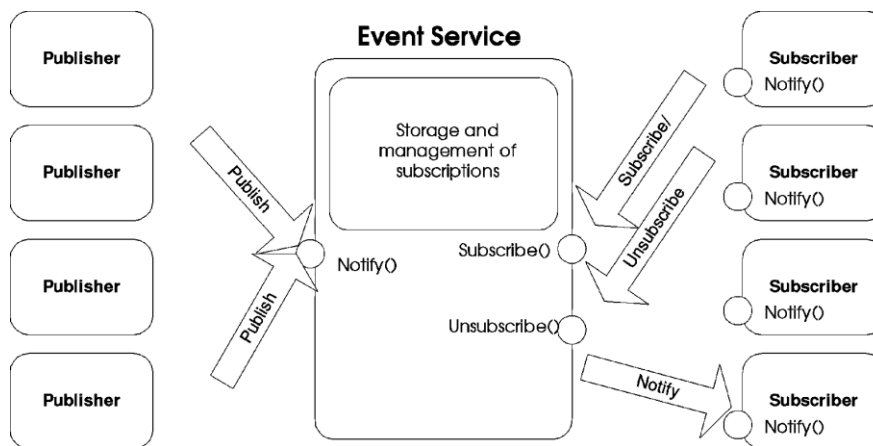 Event Service
Publisher
Publisher
Publisher
Publisher
Storage and
management of
subscriptions
Publish
Publish
Notify()
Subscribe()
Unsubscribe()
Subscribe/
Unsubscribe
Notify
Subscriber
Notify()
Subscriber
Notify()
Subscriber
Notify()
Subscriber
Notify()